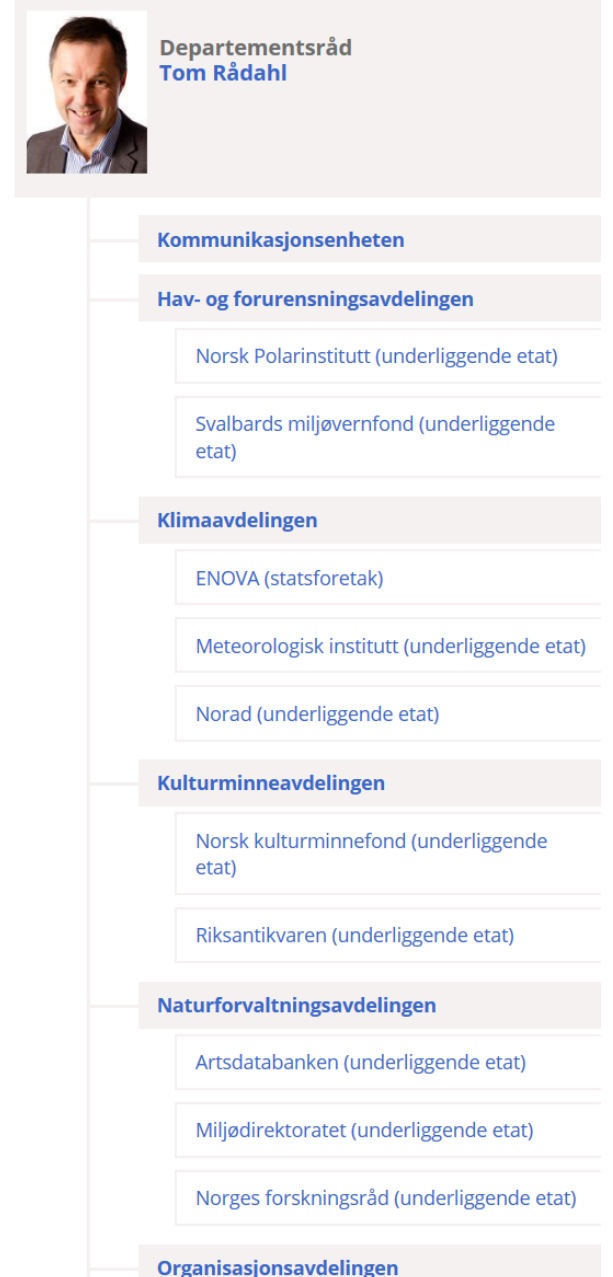 Departementsråd
Tom Rådahl
Kommunikasjonsenheten
Hav- og forurensningsavdelingen
Norsk Polarinstitutt (underliggende etat)
Svalbards miljøvernfond (underliggende
etat)
Klimaavdelingen
ENOVA (statsforetak)
Meteorologisk institutt (underliggende etat)
Norad (underliggende etat)
Kulturminneavdelingen
Norsk kulturminnefond (underliggende
etat)
Riksantikvaren (underliggende etat)
Naturforvaltningsavdelingen
Artsdatabanken (underliggende etat)
Miljødirektoratet (underliggende etat)
Norges forskningsråd (underliggende etat)
Organisasjonsavdelingen